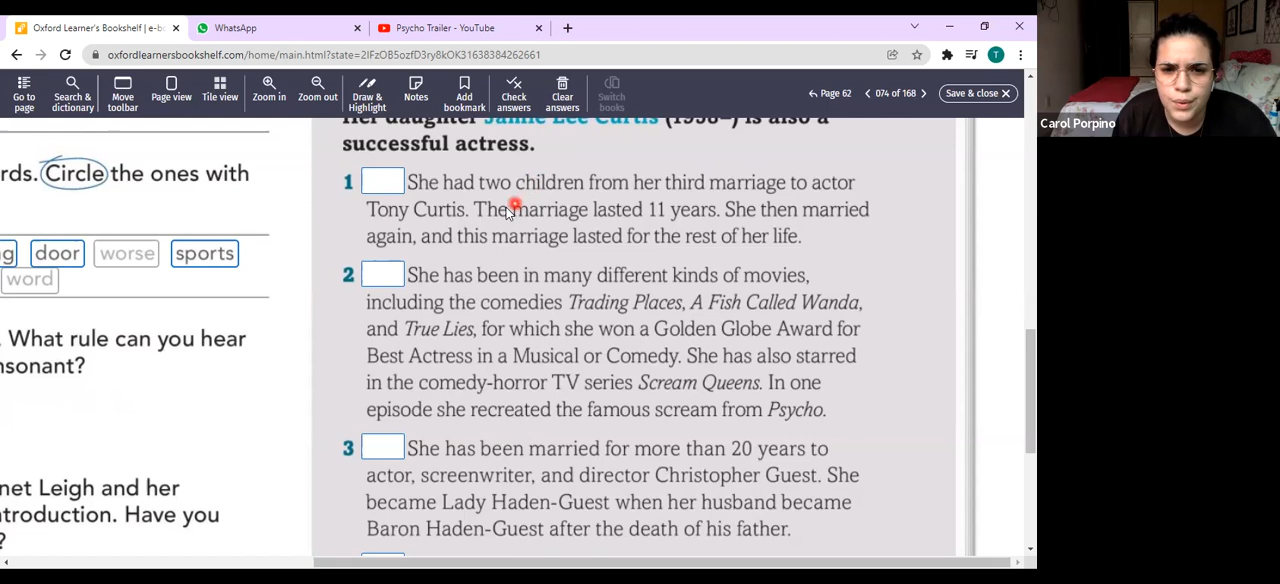 Oxford Learner's Bookshelf | e-b
WhatsApp
Psycho Trailer - YouTube
oxfordlearnersbookshelf.com/home/main.html?state=2IFzOB5ozfD3ry8kOK31638384262661
T
Go to page
Search & dictionary
Move toolbar
Page view
Tile view
Zoom in
Zoom out
Draw & Highlight
Notes
Add bookmark
Check answers
Clear answers
Switch books
Page 62
074 of 168
Save & close
Carol Porpino
rds. Circle the ones with
g door worse sports
word
. What rule can you hear
nsonant?
net Leigh and her
ntroduction. Have you
?
Her daughter Jamie Lee Curtis (1958–) is also a
successful actress.
1 She had two children from her third marriage to actor
Tony Curtis. The marriage lasted 11 years. She then married
again, and this marriage lasted for the rest of her life.
2 She has been in many different kinds of movies,
including the comedies Trading Places, A Fish Called Wanda,
and True Lies, for which she won a Golden Globe Award for
Best Actress in a Musical or Comedy. She has also starred
in the comedy-horror TV series Scream Queens. In one
episode she recreated the famous scream from Psycho.
3 She has been married for more than 20 years to
actor, screenwriter, and director Christopher Guest. She
became Lady Haden-Guest when her husband became
Baron Haden-Guest after the death of his father.